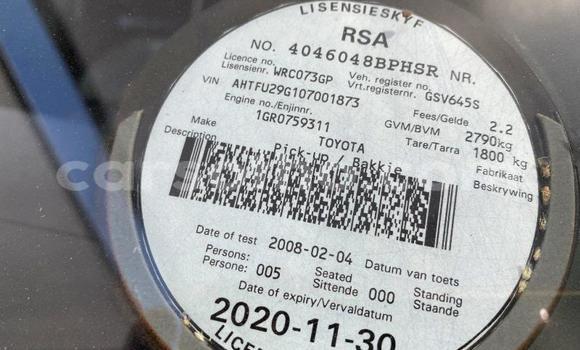 LISENSIESKYF
RSA
NO. 4046048BPHSR NR.
Licence no./ Lisensienr. WRC073GP Veh. register no./ Vrt.registernr. GSV645S
VIN AHTFU29G107001873 Fees/Gelde 2.2
Engine no./Enjinnr. 1GR0759311 GVM/BVM 2790kg
Make TOYOTA Tare/Tarra 1800 kg
Description Pick-UP / Bakkie Fabrikaat
Beskrywing
Date of test 2008-02-04 Datum van toets
Persons: Seated Standing
Persone: 005 Sittende 000 Staande
Date of expiry/Vervaldatum
2020-11-30